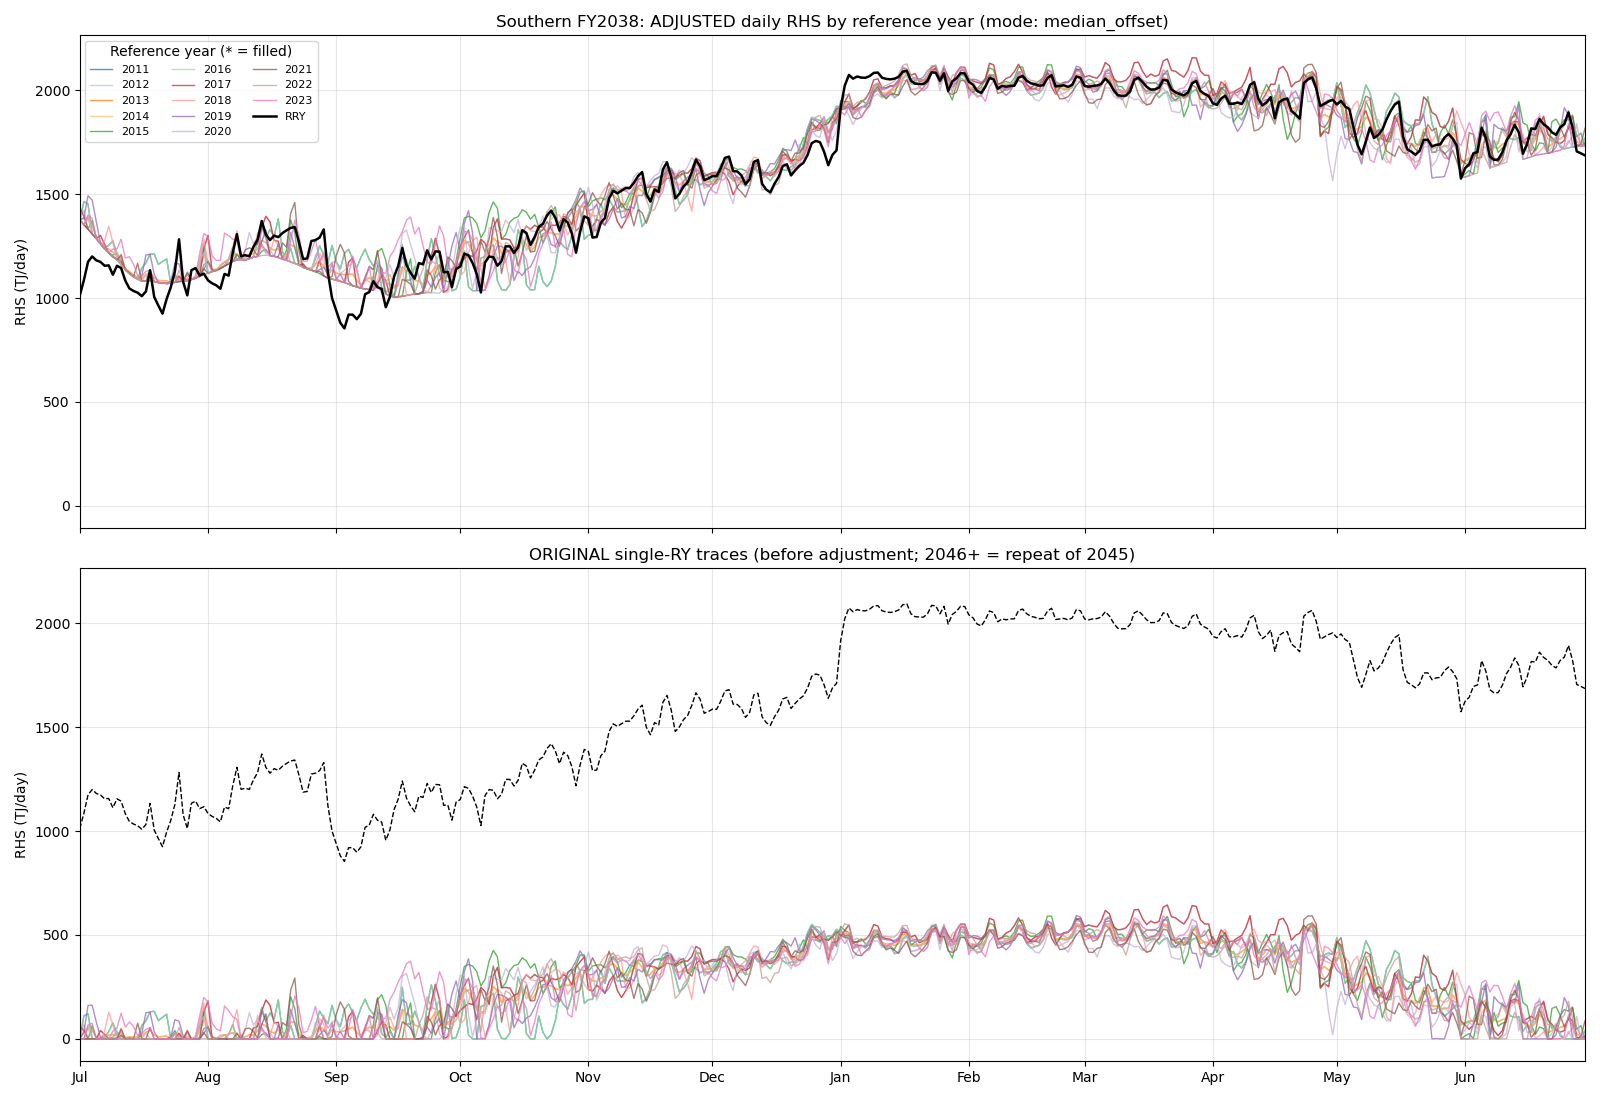 Southern FY2038: ADJUSTED daily RHS by reference year (mode: median_offset)
Reference year (* = filled)
2011 2016 2021
2012 2017 2022
2013 2018 2023
2014 2019 RRY
2015 2020
RHS (TJ/day)
2000
1500
1000
500
0
ORIGINAL single-RY traces (before adjustment; 2046+ = repeat of 2045)
RHS (TJ/day)
2000
1500
1000
500
0
Jul Aug Sep Oct Nov Dec Jan Feb Mar Apr May Jun